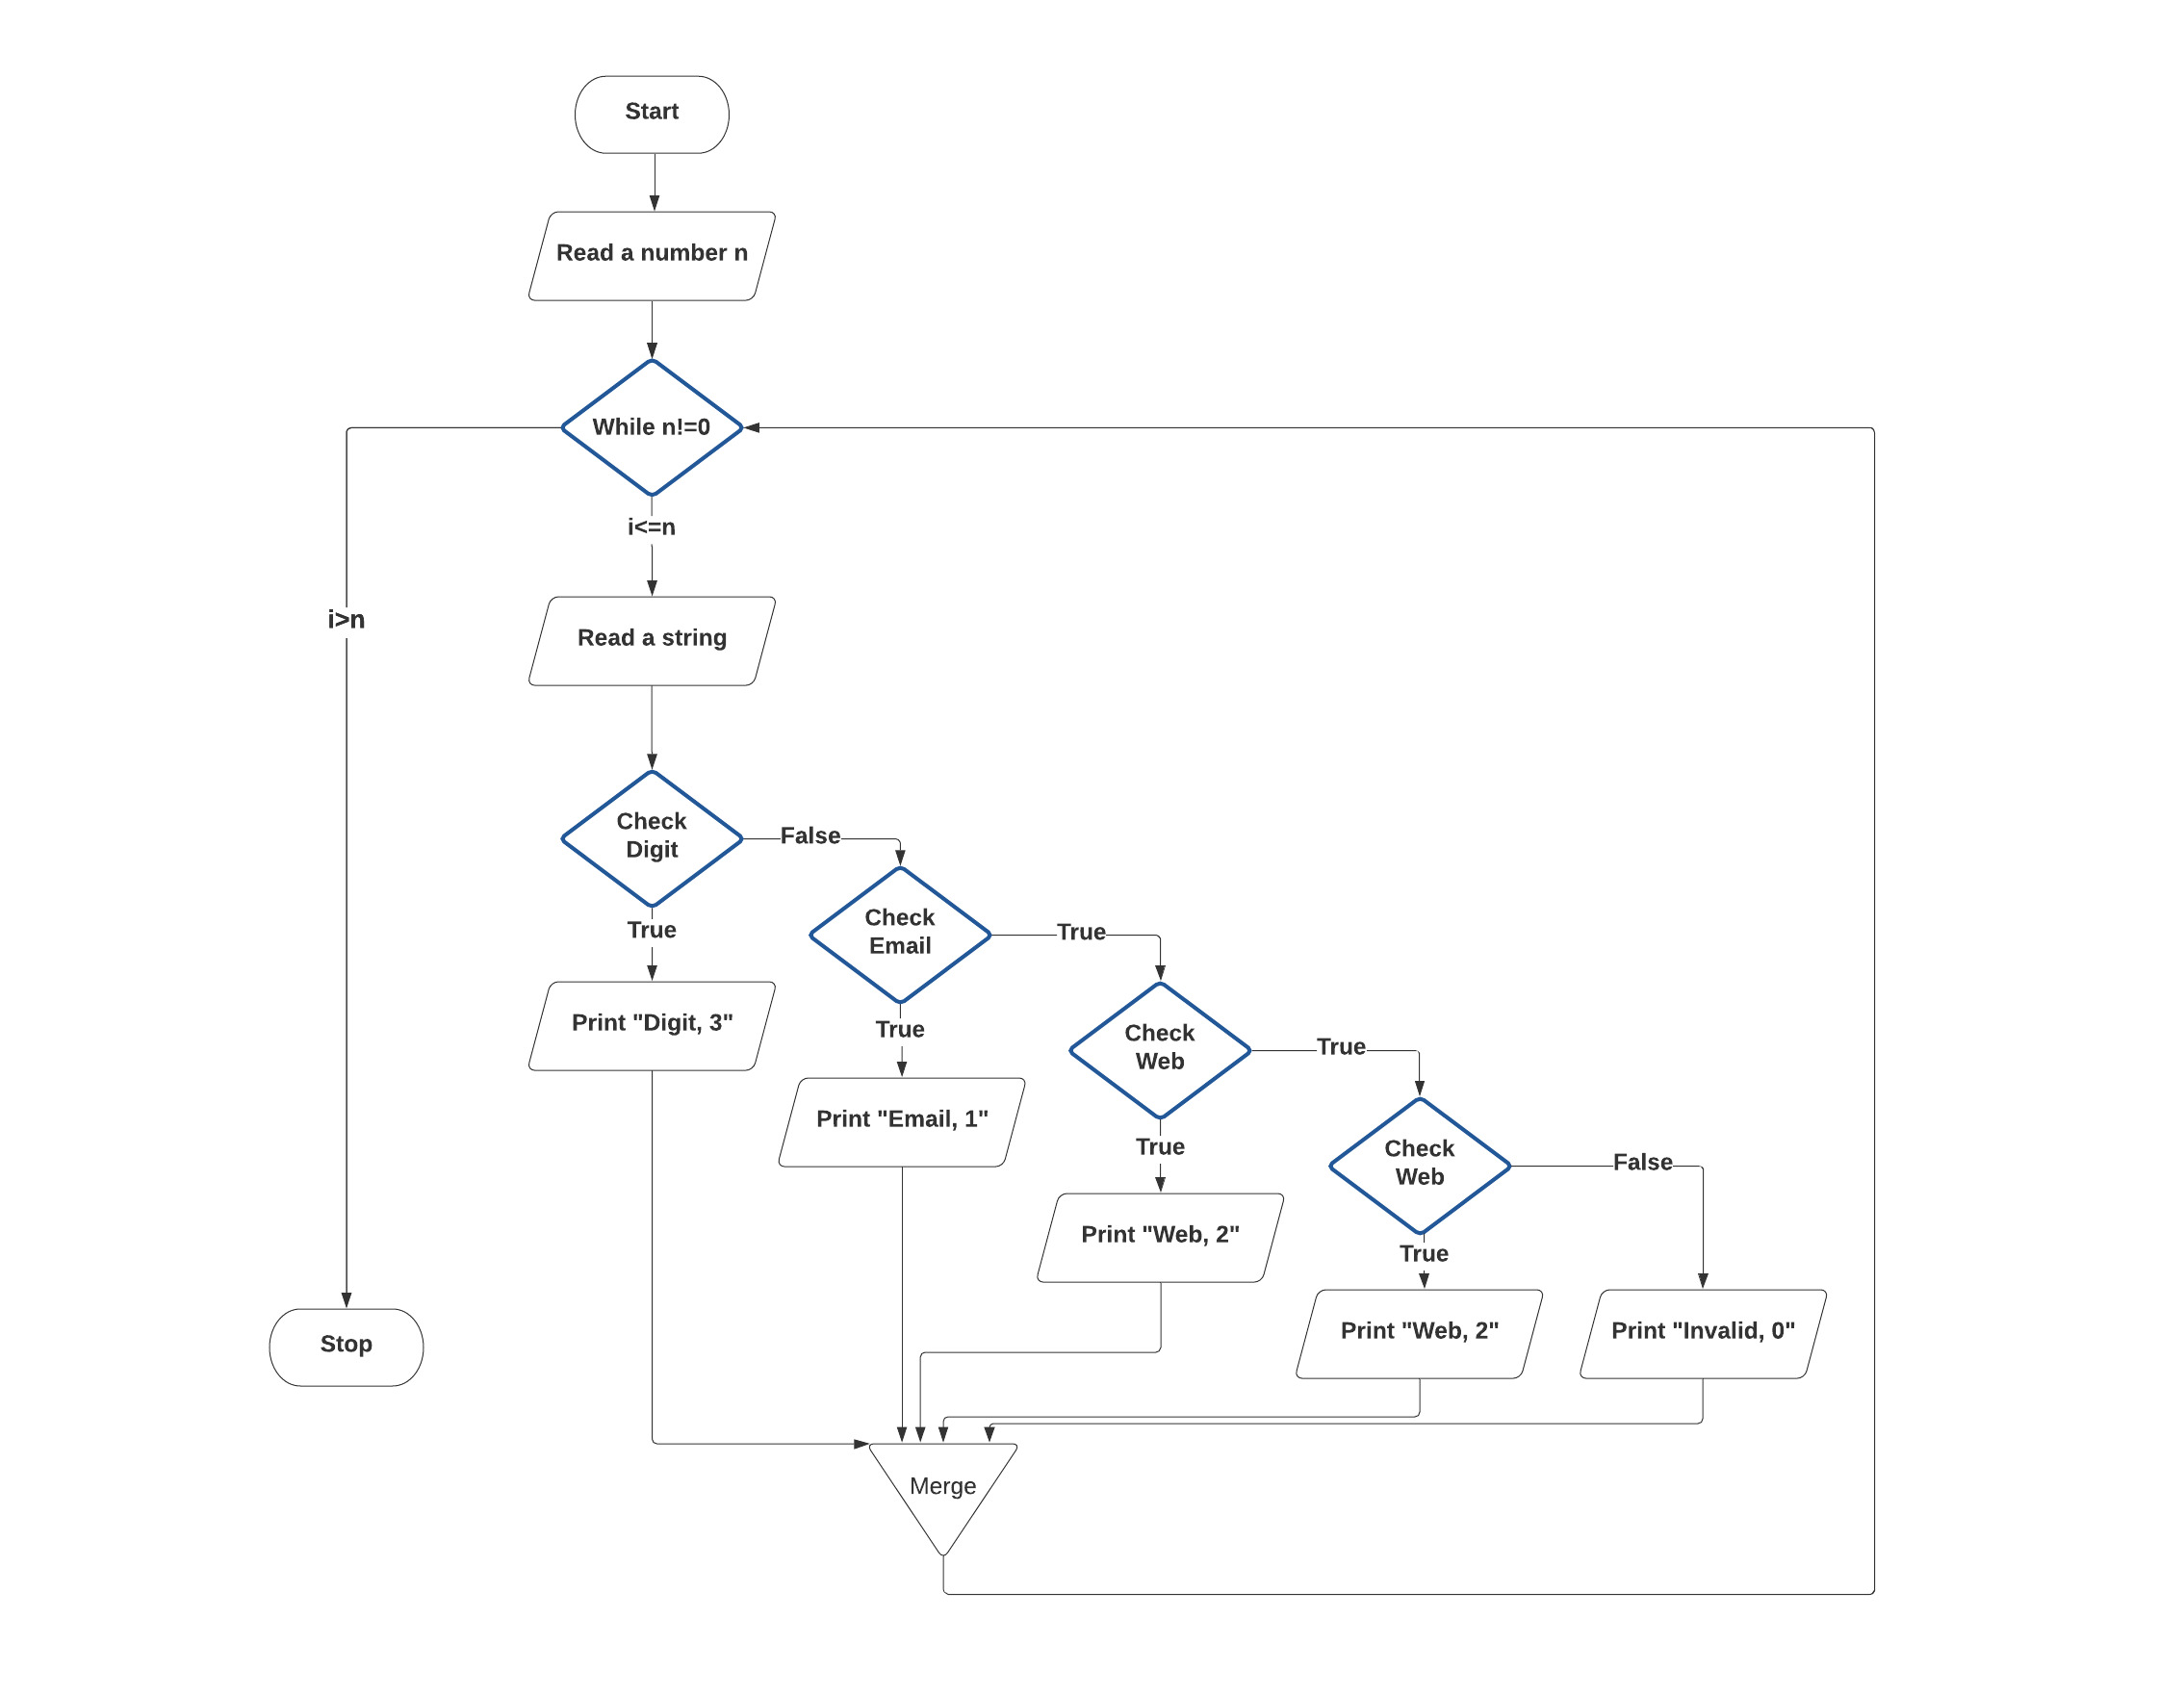 Start
Read a number n
While n!=0
i<=n
i>n
Read a string
Check
Digit
False
True
Check
Email
True
True
Print "Digit, 3"
Check
Web
True
True
Print "Email, 1"
Check
Web
False
True
Print "Web, 2"
Print "Web, 2"
Print "Invalid, 0"
Stop
Merge